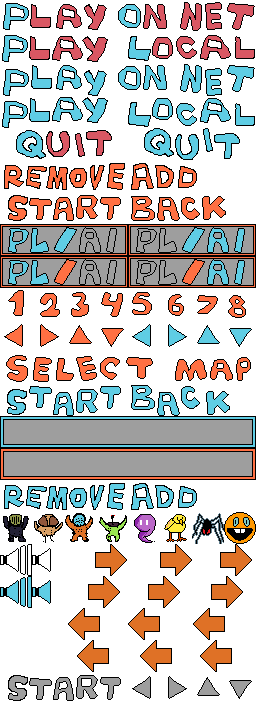 PLAY ON NET
PLAY LOCAL
PLAY ON NET
PLAY LOCAL
QUIT QUIT
REMOVE ADD
START BACK
PL/AI PL/AI
PL/AI PL/AI
1 2 3 4 5 6 7 8
SELECT MAP
START BACK
REMOVE ADD
START